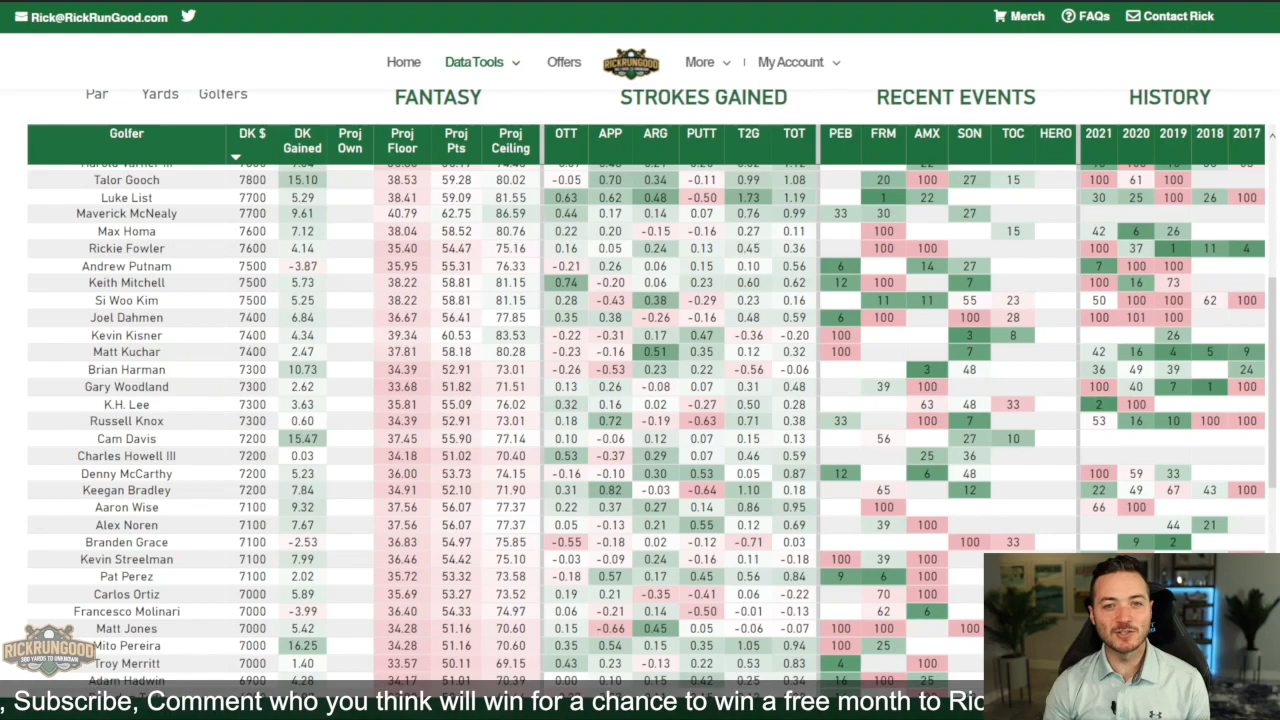 Rick@RickRunGood.com Merch FAQs Contact Rick
Home Data Tools Offers RICKRUNGOOD More | My Account
Par Yards Golfers FANTASY STROKES GAINED RECENT EVENTS HISTORY
Golfer DK $ DK Gained Proj Own Proj Floor Proj Pts Proj Ceiling OTT APP ARG PUTT T2G TOT PEB FRM AMX SON TOC HERO 2021 2020 2019 2018 2017
Talor Gooch 7800 15.10 38.53 59.28 80.02 -0.05 0.70 0.34 -0.11 0.99 1.08 20 100 27 15 100 61 100
Luke List 7700 5.29 38.41 59.09 81.55 0.63 0.62 0.48 -0.50 1.73 1.19 1 22 30 25 100 26 100
Maverick McNealy 7700 9.61 40.79 62.75 86.59 0.44 0.17 0.14 0.07 0.76 0.99 33 30 27
Max Homa 7600 7.12 38.04 58.52 80.76 0.22 0.20 -0.15 -0.16 0.27 0.11 100 15 42 6 26
Rickie Fowler 7600 4.14 35.40 54.47 75.16 0.16 0.05 0.24 0.13 0.45 0.36 100 100 100 37 1 11 4
Andrew Putnam 7500 -3.87 35.95 55.31 76.33 -0.21 0.26 0.06 0.15 0.10 0.56 6 14 27 7 100 100
Keith Mitchell 7500 5.73 38.22 58.81 81.15 0.74 -0.20 0.06 0.23 0.60 0.62 12 100 7 100 16 73
Si Woo Kim 7500 5.25 38.22 58.81 81.15 0.28 -0.43 0.38 -0.29 0.23 0.16 11 11 55 23 50 100 100 62 100
Joel Dahmen 7400 6.84 36.67 56.41 77.85 0.35 0.38 -0.26 -0.16 0.48 0.59 6 100 100 28 100 101 100
Kevin Kisner 7400 4.34 39.34 60.53 83.53 -0.22 -0.31 0.17 0.47 -0.36 -0.20 100 3 8 26
Matt Kuchar 7400 2.47 37.81 58.18 80.28 -0.23 -0.16 0.51 0.35 0.12 0.32 100 7 42 16 4 5 9
Brian Harman 7300 10.73 34.39 52.91 73.01 -0.26 -0.53 0.23 0.22 -0.56 -0.06 3 48 36 49 39 24
Gary Woodland 7300 2.62 33.68 51.82 71.51 0.13 0.26 -0.08 0.07 0.31 0.48 39 100 100 40 7 1 100
K.H. Lee 7300 3.63 35.81 55.09 76.02 0.32 0.16 0.02 -0.27 0.50 0.28 63 48 33 2 100
Russell Knox 7300 0.60 34.39 52.91 73.01 0.18 0.72 -0.19 -0.63 0.71 0.38 33 100 7 53 16 10 100 100
Cam Davis 7200 15.47 37.45 55.90 77.14 0.10 -0.06 0.12 0.07 0.15 0.13 56 27 10
Charles Howell III 7200 0.03 34.18 51.02 70.40 0.53 -0.37 0.29 0.07 0.46 0.59 25 36
Denny McCarthy 7200 5.23 36.00 53.73 74.15 -0.16 -0.10 0.30 0.53 0.05 0.87 12 6 48 100 59 33
Keegan Bradley 7200 7.84 34.91 52.10 71.90 0.31 0.82 -0.03 -0.64 1.10 0.18 65 12 22 49 67 43 100
Aaron Wise 7100 9.32 37.56 56.07 77.37 0.22 0.37 0.27 0.14 0.86 0.95 100 66 100
Alex Noren 7100 7.67 37.56 56.07 77.37 0.05 -0.13 0.21 0.55 0.12 0.69 39 100 44 21
Branden Grace 7100 -2.53 36.83 54.97 75.85 -0.55 -0.18 0.02 -0.12 -0.71 0.03 100 33 9 2
Kevin Streelman 7100 7.99 36.46 54.42 75.10 -0.03 -0.09 0.24 -0.16 0.11 -0.18 100 39 100
Pat Perez 7100 2.02 35.72 53.32 73.58 -0.18 0.57 0.17 0.45 0.56 0.84 9 6 100
Carlos Ortiz 7000 5.89 35.69 53.27 73.52 0.19 0.21 -0.35 -0.41 0.06 -0.22 70 100
Francesco Molinari 7000 -3.99 36.40 54.33 74.97 0.06 -0.21 0.14 -0.50 -0.01 -0.13 62 6
Matt Jones 7000 5.42 34.28 51.16 70.60 0.15 -0.66 0.45 0.05 -0.06 -0.07 100 100 100
Mito Pereira 7000 16.25 34.28 51.16 70.60 0.35 0.54 0.15 0.35 1.05 0.94 100 25
Troy Merritt 7000 1.40 33.57 50.11 69.15 0.43 0.23 -0.13 0.22 0.53 0.83 4 100
Adam Hadwin 6900 4.28 34.17 51.01 70.39 0.00 0.10 0.15 0.42 0.25 0.34 16 100 25
RICKRUNGOOD
300 YARDS TO UNKNOWN
, Subscribe, Comment who you think will win for a chance to win a free month to Ric